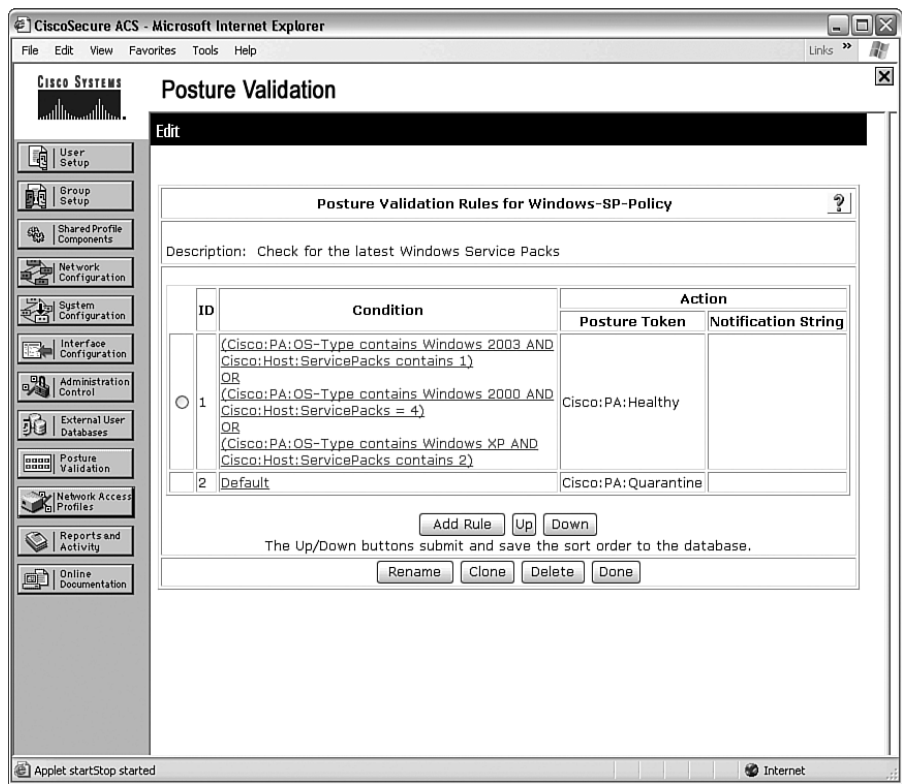 CiscoSecure ACS - Microsoft Internet Explorer
File Edit View Favorites Tools Help Links »
CISCO SYSTEMS
Posture Validation
Edit
User Setup
Group Setup
Shared Profile Components
Network Configuration
System Configuration
Interface Configuration
Administration Control
External User Databases
Posture Validation
Network Access Profiles
Reports and Activity
Online Documentation
Posture Validation Rules for Windows-SP-Policy ?
Description: Check for the latest Windows Service Packs
ID Condition Action
Posture Token Notification String
1
(Cisco:PA:OS-Type contains Windows 2003 AND
Cisco:Host:ServicePacks contains 1)
OR
(Cisco:PA:OS-Type contains Windows 2000 AND
Cisco:Host:ServicePacks = 4)
OR
(Cisco:PA:OS-Type contains Windows XP AND
Cisco:Host:ServicePacks contains 2)
Cisco:PA:Healthy
2 Default Cisco:PA:Quarantine
Add Rule Up Down
The Up/Down buttons submit and save the sort order to the database.
Rename Clone Delete Done
Applet startStop started Internet